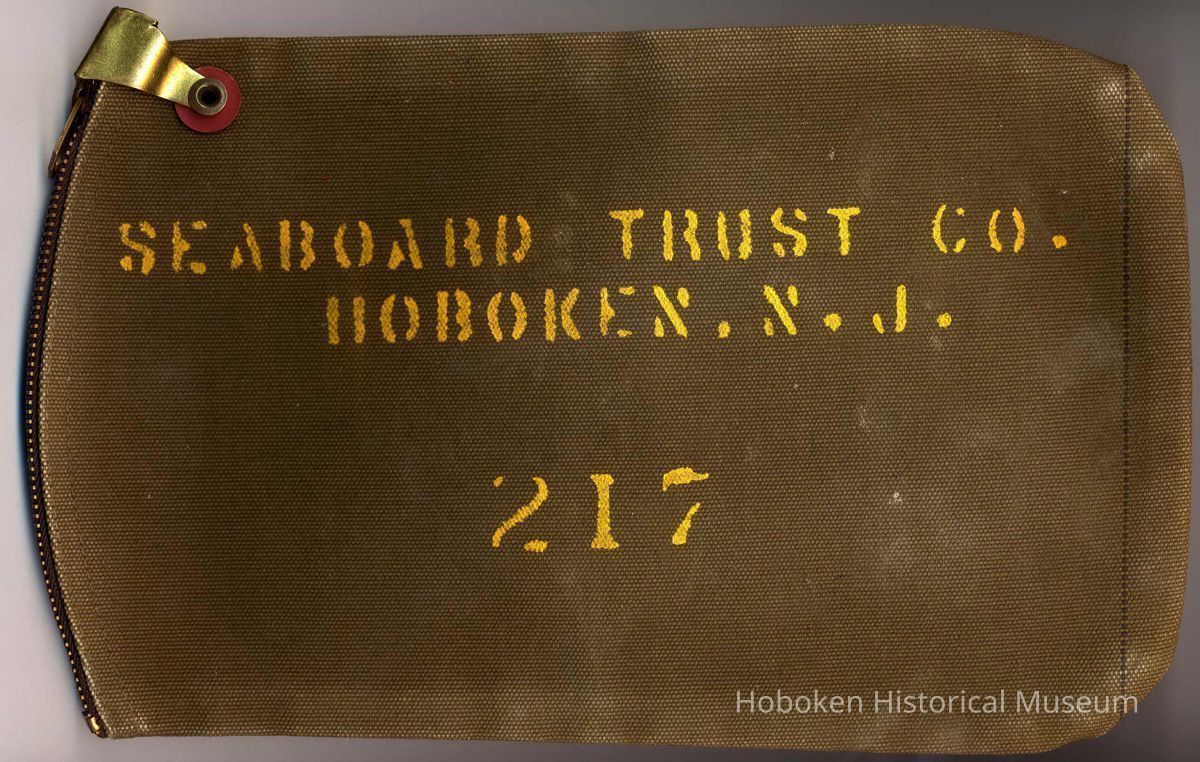 SEABOARD TRUST CO.
HOBOKEN, N.J.
217
Hoboken Historical Museum